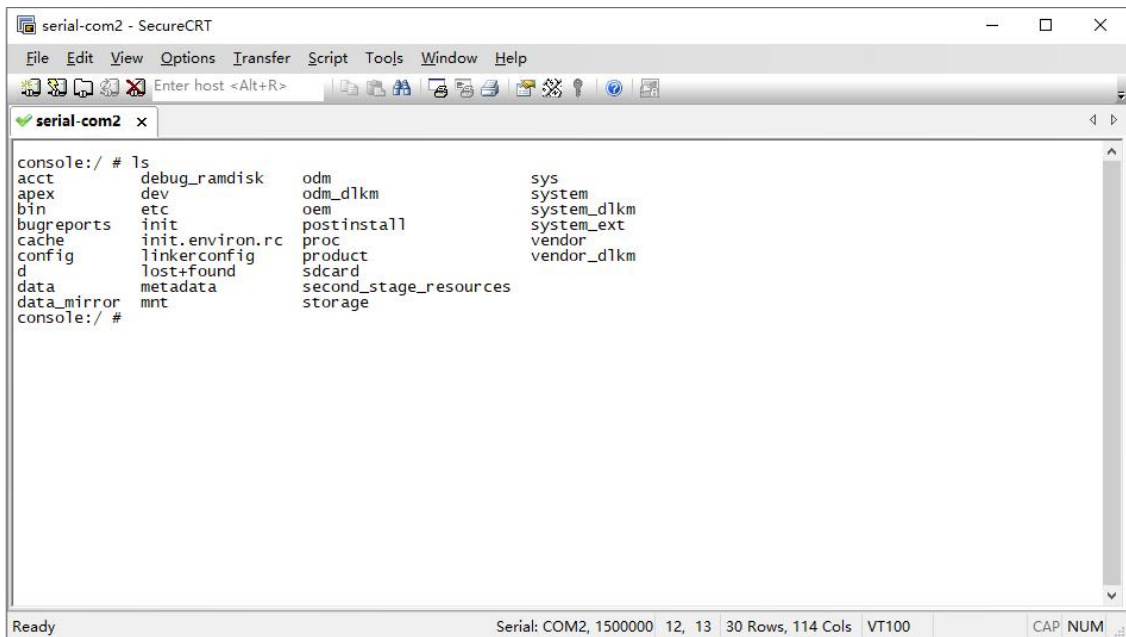 serial-com2 - SecureCRT
File Edit View Options Transfer Script Tools Window Help
Enter host <Alt+R>
serial-com2
console:/ # ls
acct debug_ramdisk odm sys
apex dev odm_dlkm system
bin etc oem system_dlkm
bugreports init postinstall system_ext
cache init.environ.rc proc vendor
config linkerconfig product vendor_dlkm
d lost+found sdcard
data metadata second_stage_resources
data_mirror mnt storage
console:/ #
Ready Serial: COM2, 1500000 12, 13 30 Rows, 114 Cols VT100 CAP NUM